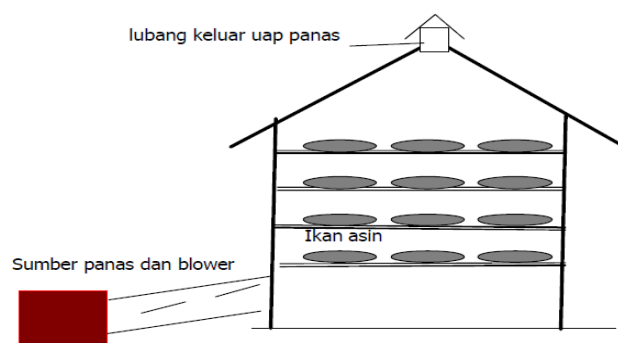 lubang keluar uap panas
Ikan asin
Sumber panas dan blower